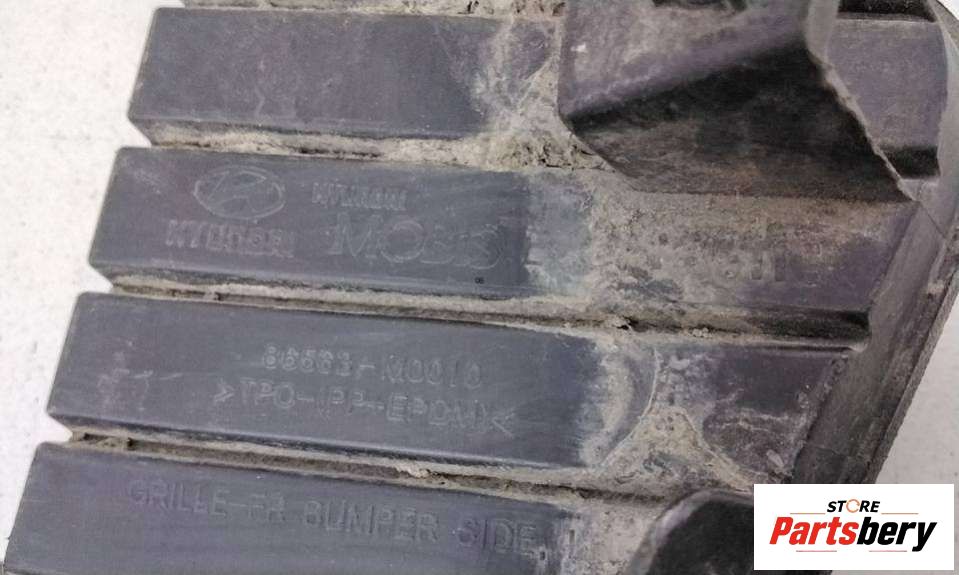 HYUNDAI
HYUNDAI
MOBIS
86563-M0010
>TPO-(PP+EPDM)<
GRILLE-FR BUMPER SIDE,
STORE
Partsbery